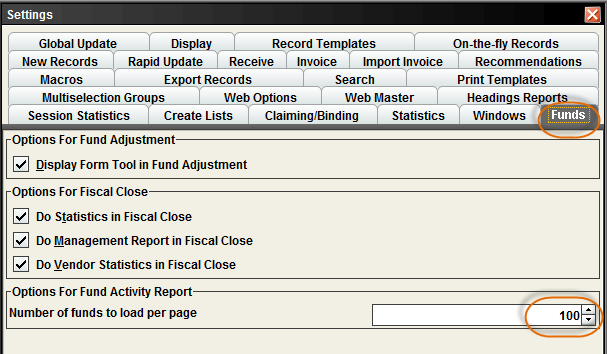 Settings
Global Update Display Record Templates On-the-fly Records
New Records Rapid Update Receive Invoice Import Invoice Recommendations
Macros Export Records Search Print Templates
Multiselection Groups Web Options Web Master Headings Reports
Session Statistics Create Lists Claiming/Binding Statistics Windows Funds
Options For Fund Adjustment
Display Form Tool in Fund Adjustment
Options For Fiscal Close
Do Statistics in Fiscal Close
Do Management Report in Fiscal Close
Do Vendor Statistics in Fiscal Close
Options For Fund Activity Report
Number of funds to load per page 100